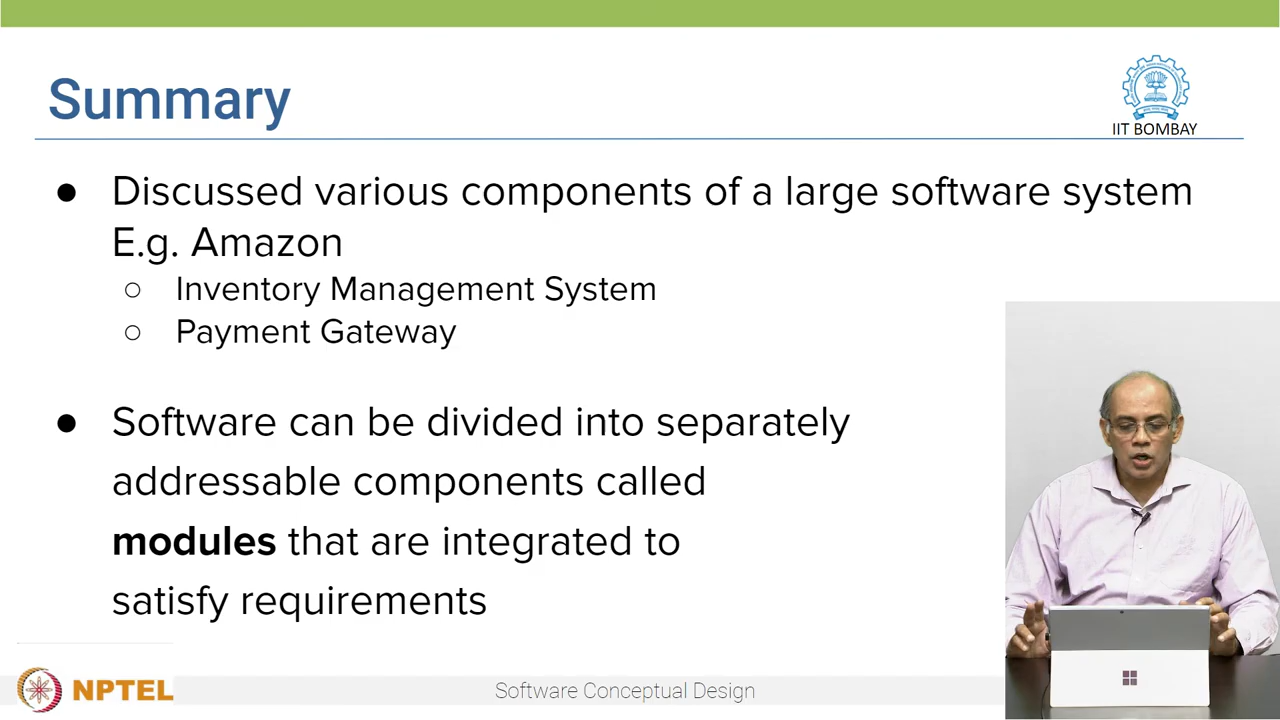 Summary
IIT BOMBAY
● Discussed various components of a large software system
E.g. Amazon
○ Inventory Management System
○ Payment Gateway
● Software can be divided into separately
addressable components called
modules that are integrated to
satisfy requirements
NPTEL
Software Conceptual Design